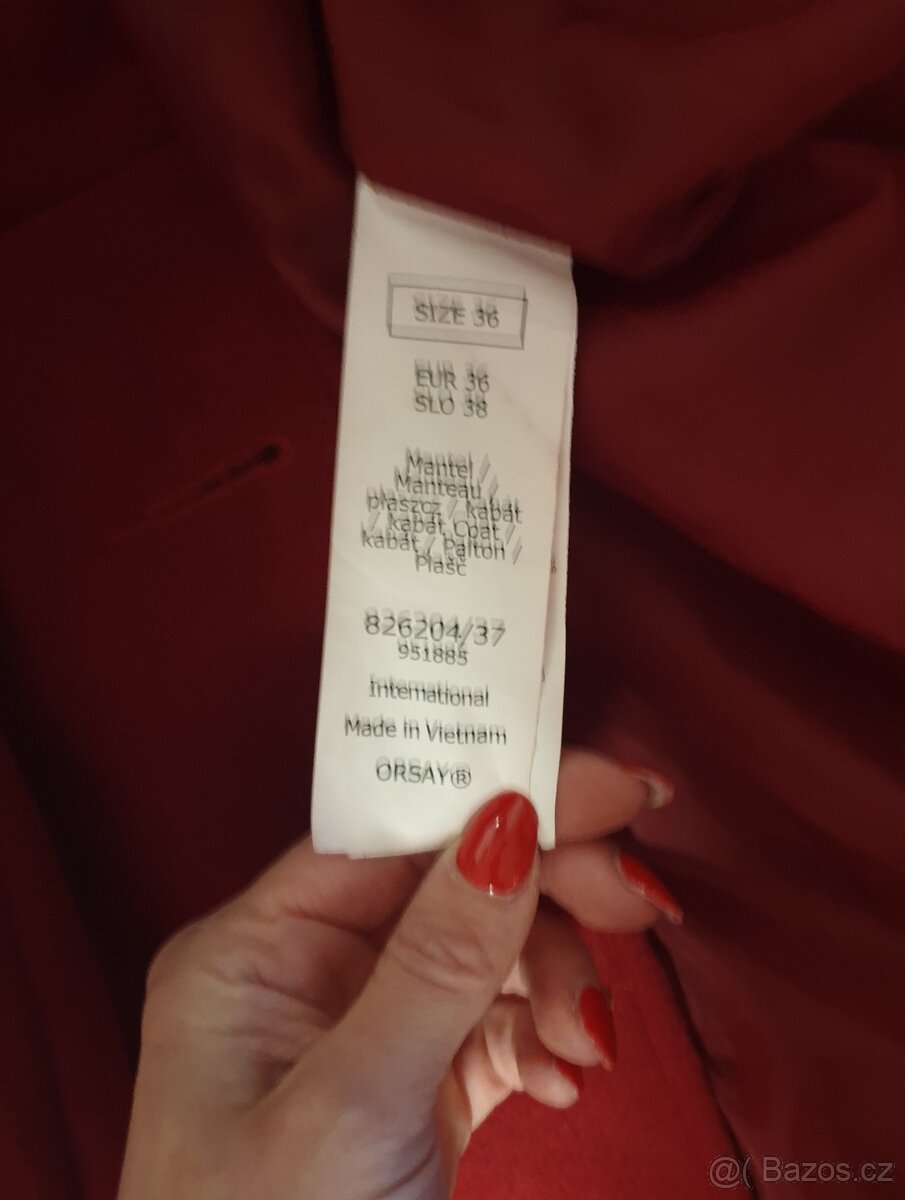 SIZE 36
EUR 36
SLO 38
Mantel /
Manteau /
płaszcz / kabát
/ kabát Coat /
kabát / Palton /
Plašč
826204/37
951885
International
Made in Vietnam
ORSAY®
@( Bazos.cz